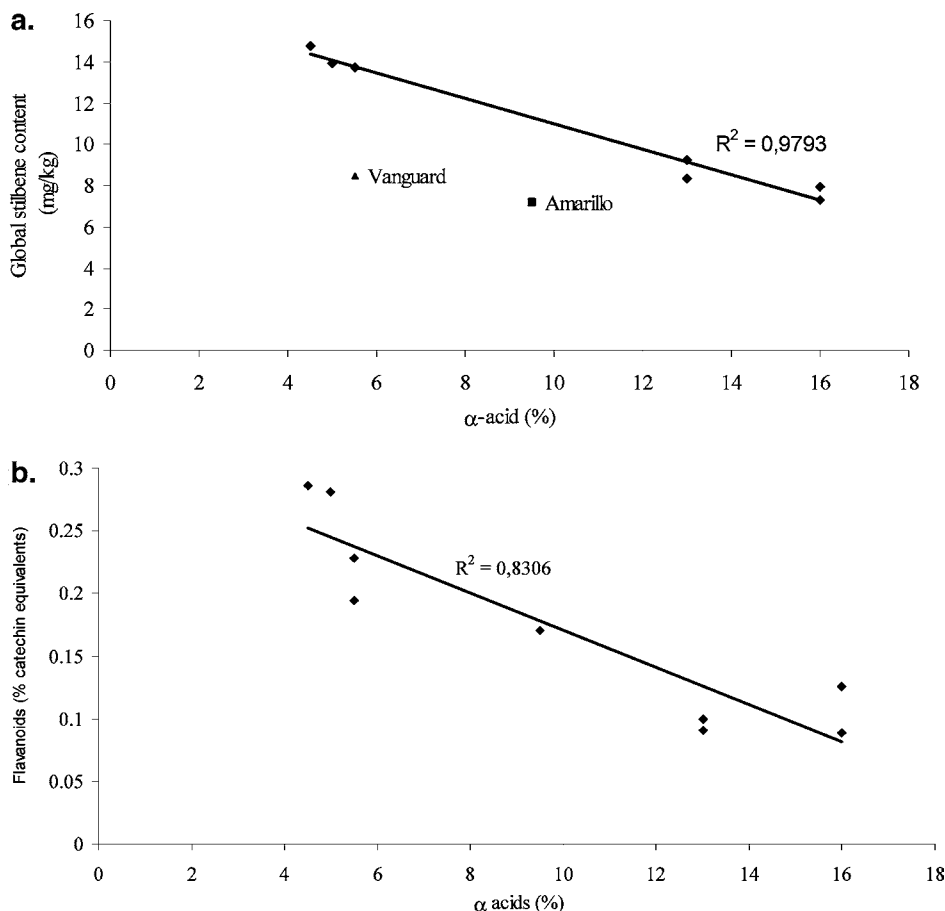 a.
Global stilbene content
(mg/kg)
16
14
12
10
8
6
4
2
0
R² = 0,9793
Vanguard
Amarillo
0 2 4 6 8 10 12 14 16 18
α-acid (%)
b.
Flavanoids (% catechin equivalents)
0.3
0.25
0.2
0.15
0.1
0.05
0
R² = 0,8306
0 2 4 6 8 10 12 14 16 18
α acids (%)